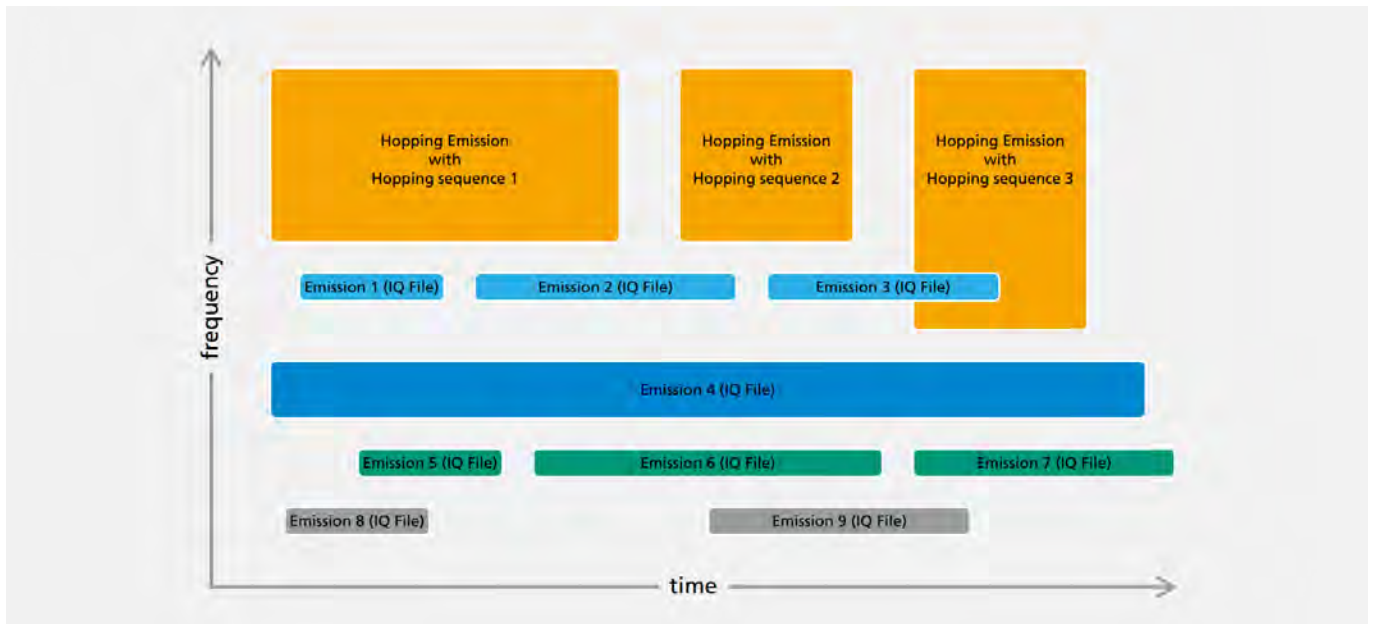 Hopping Emission
with
Hopping sequence 1
Hopping Emission
with
Hopping sequence 2
Hopping Emission
with
Hopping sequence 3
frequency
Emission 1 (IQ File)
Emission 2 (IQ File)
Emission 3 (IQ File)
Emission 4 (IQ File)
Emission 5 (IQ File)
Emission 6 (IQ File)
Emission 7 (IQ File)
Emission 8 (IQ File)
Emission 9 (IQ File)
time